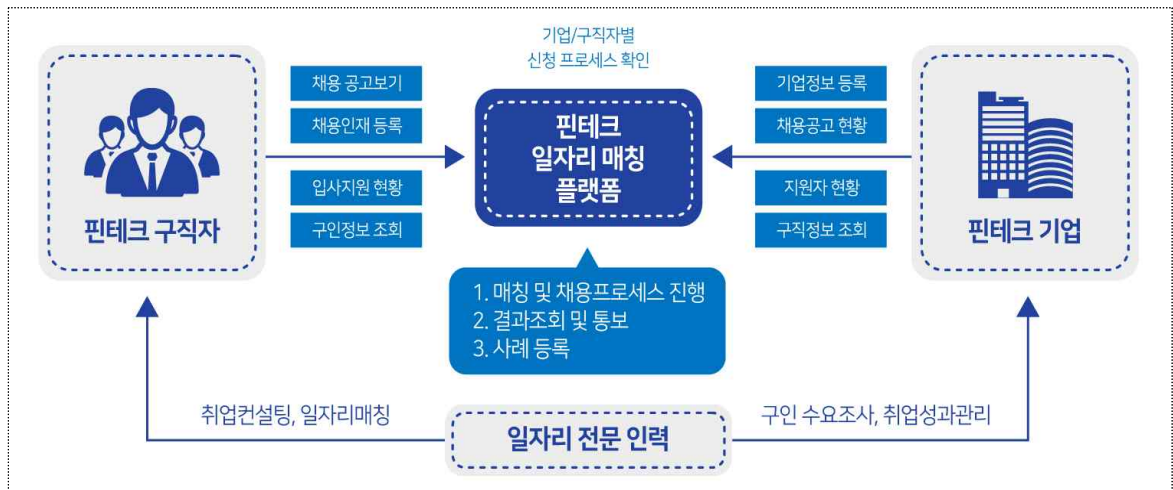 기업/구직자별
신청 프로세스 확인
채용 공고보기
채용인재 등록
입사지원 현황
구인정보 조회
핀테크 구직자
핀테크
일자리 매칭
플랫폼
기업정보 등록
채용공고 현황
지원자 현황
구직정보 조회
핀테크 기업
1. 매칭 및 채용프로세스 진행
2. 결과조회 및 통보
3. 사례 등록
취업컨설팅, 일자리매칭
일자리 전문 인력
구인 수요조사, 취업성과관리